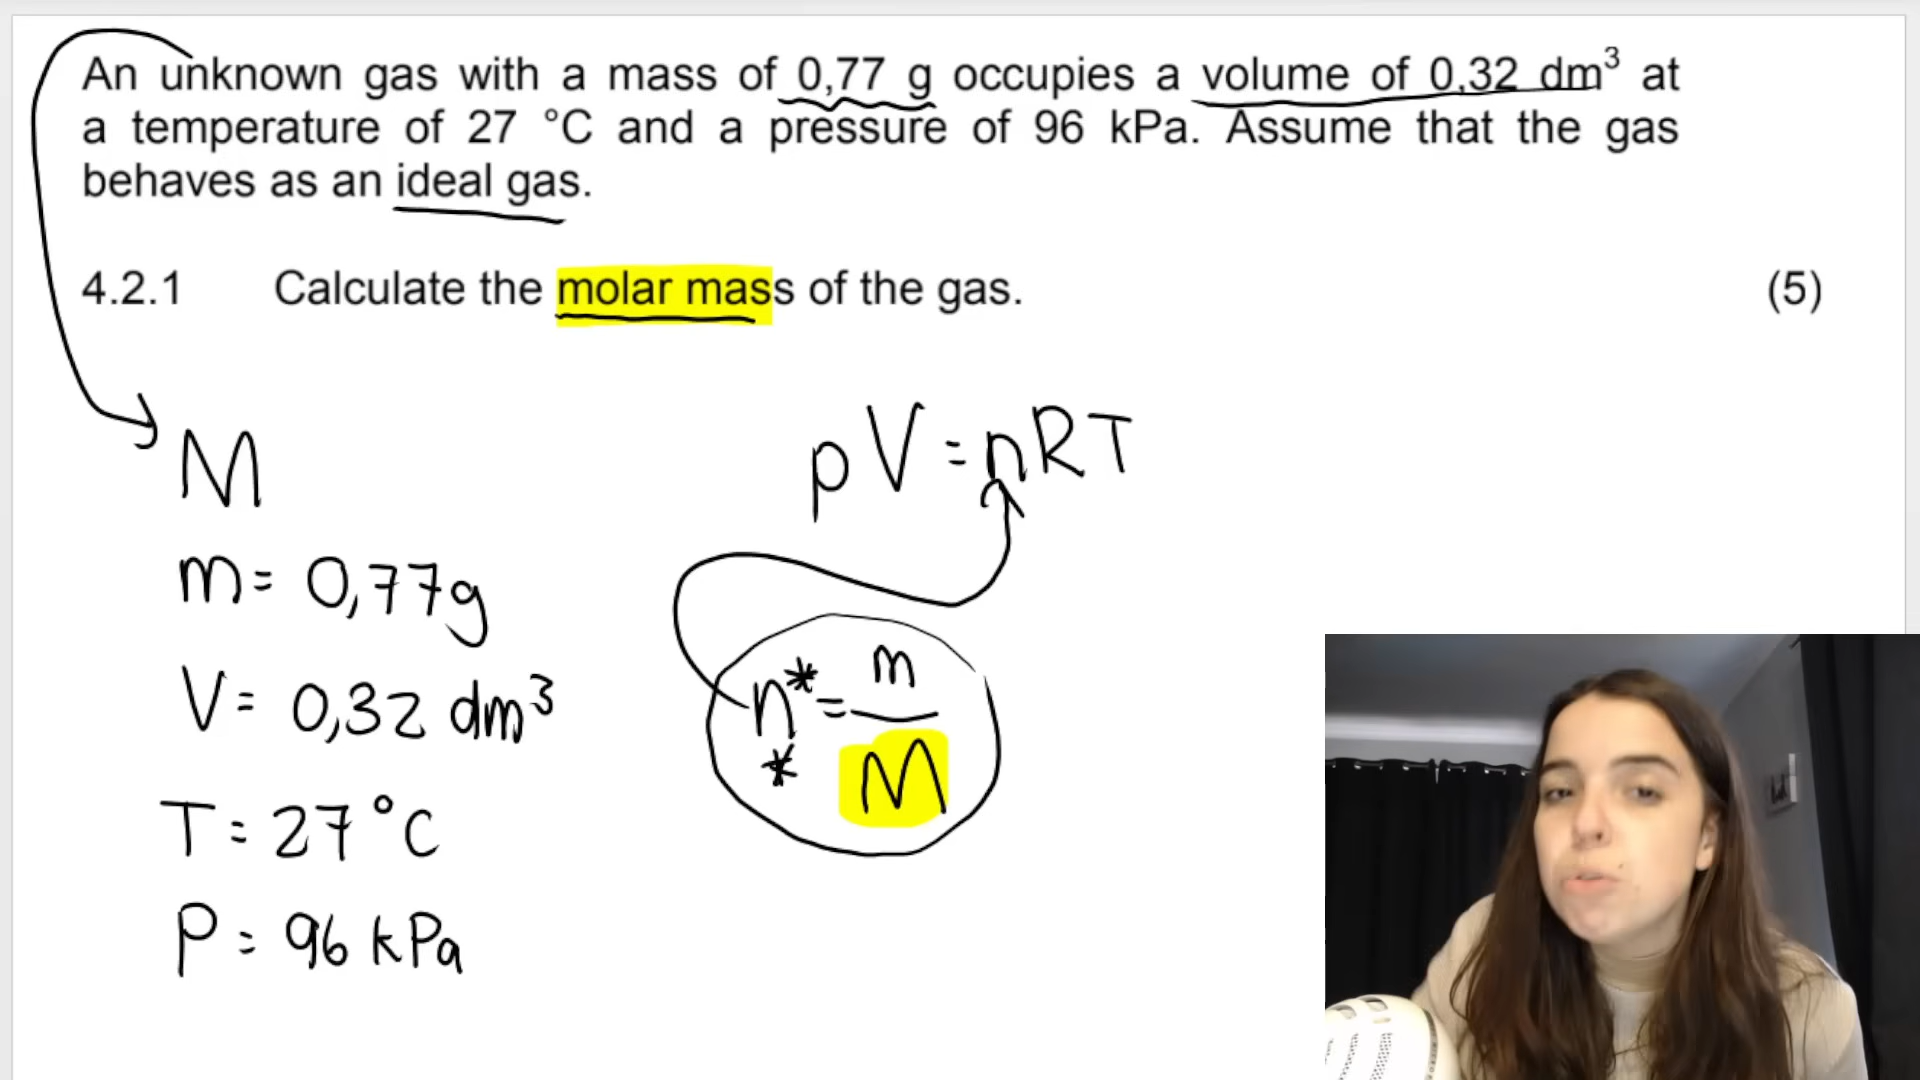 An unknown gas with a mass of 0,77 g occupies a volume of 0,32 dm³ at
a temperature of 27 °C and a pressure of 96 kPa. Assume that the gas
behaves as an ideal gas.
4.2.1 Calculate the molar mass of the gas. (5)
M
m = 0,77g
V = 0,32 dm³
T = 27 °C
P = 96 kPa
pV = nRT
n* = m/M
*